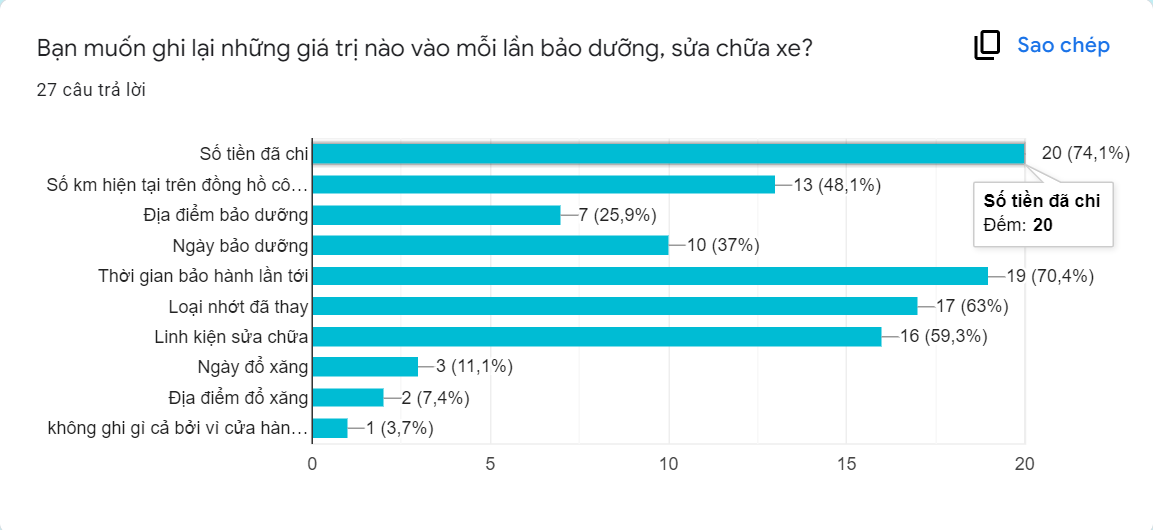 Bạn muốn ghi lại những giá trị nào vào mỗi lần bảo dưỡng, sửa chữa xe?
Sao chép
27 câu trả lời
Số tiền đã chi 20 (74,1%)
Số km hiện tại trên đồng hồ cô… 13 (48,1%)
Số tiền đã chi
Đếm: 20
Địa điểm bảo dưỡng 7 (25,9%)
Ngày bảo dưỡng 10 (37%)
Thời gian bảo hành lần tới 19 (70,4%)
Loại nhớt đã thay 17 (63%)
Linh kiện sửa chữa 16 (59,3%)
Ngày đổ xăng 3 (11,1%)
Địa điểm đổ xăng 2 (7,4%)
không ghi gì cả bởi vì cửa hàn… 1 (3,7%)
0 5 10 15 20